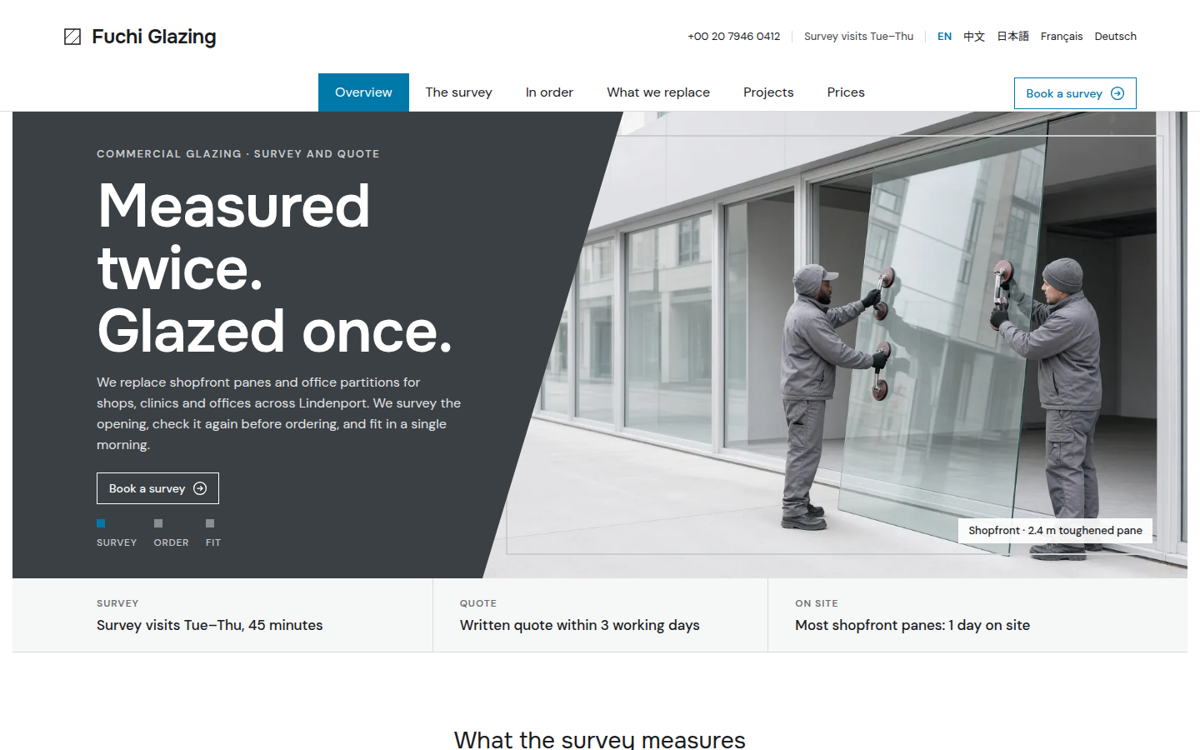 Fuchi Glazing
+00 20 7946 0412
Survey visits Tue–Thu
EN 中文 日本語 Français Deutsch
Overview
The survey
In order
What we replace
Projects
Prices
Book a survey
COMMERCIAL GLAZING · SURVEY AND QUOTE
Measured
twice.
Glazed once.
We replace shopfront panes and office partitions for
shops, clinics and offices across Lindenport. We survey the
opening, check it again before ordering, and fit in a single
morning.
Book a survey
SURVEY
ORDER
FIT
Shopfront · 2.4 m toughened pane
SURVEY
Survey visits Tue–Thu, 45 minutes
QUOTE
Written quote within 3 working days
ON SITE
Most shopfront panes: 1 day on site
What the survey measures